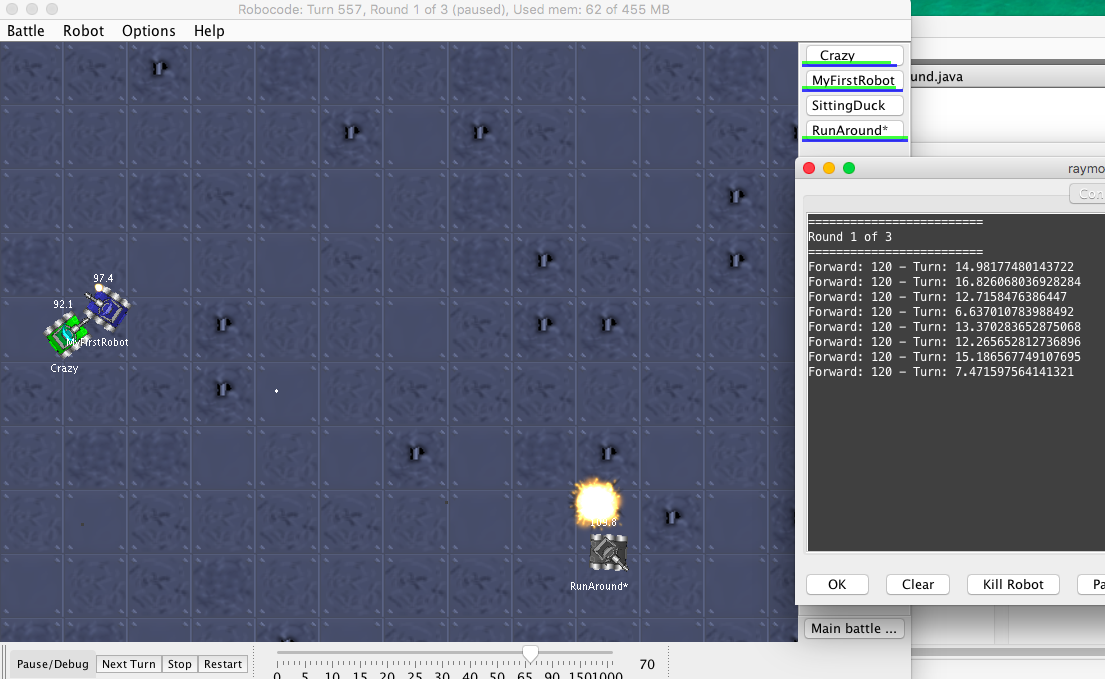 Robocode: Turn 557, Round 1 of 3 (paused), Used mem: 62 of 455 MB
Battle Robot Options Help
Crazy
MyFirstRobot
SittingDuck
RunAround*
und.java
raymo
Con
==========================
Round 1 of 3
==========================
Forward: 120 - Turn: 14.98177480143722
Forward: 120 - Turn: 16.826068036928284
Forward: 120 - Turn: 12.7158476386447
Forward: 120 - Turn: 6.637010783988492
Forward: 120 - Turn: 13.370283652875068
Forward: 120 - Turn: 12.265652812736896
Forward: 120 - Turn: 15.186567749107695
Forward: 120 - Turn: 7.471597564141321
97.4
92.1
MyFirstRobot
Crazy
RunAround*
OK Clear Kill Robot Pa
Main battle ...
Pause/Debug Next Turn Stop Restart
70
0 5 10 15 20 25 30 40 50 65 90 150 1000